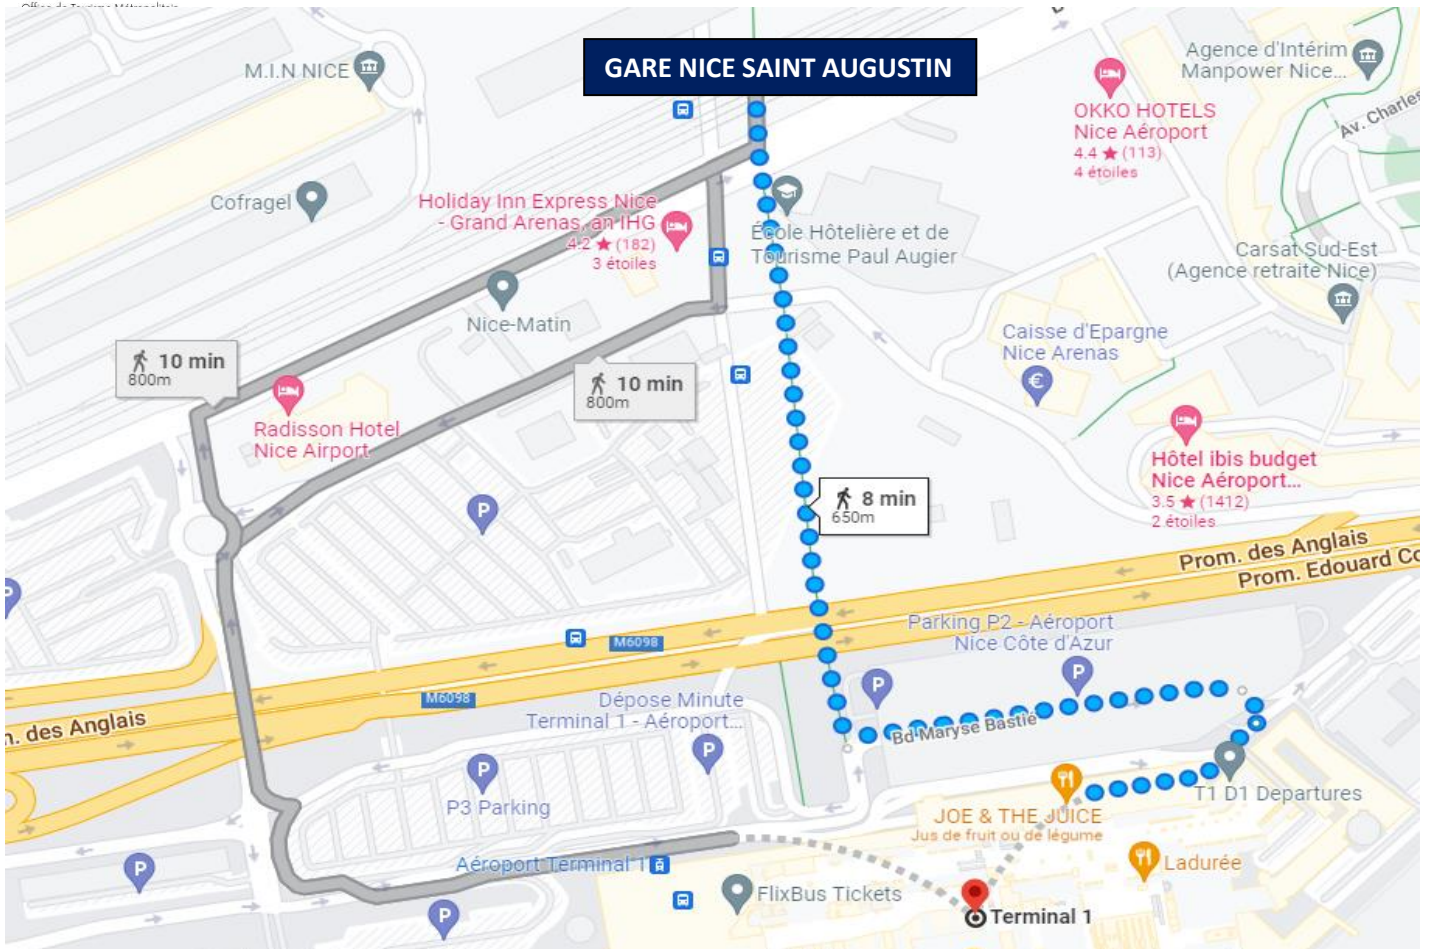 Office de Tourisme Métropolitain
GARE NICE SAINT AUGUSTIN
M.I.N NICE
Agence d'Intérim
Manpower Nice...
OKKO HOTELS
Nice Aéroport
4.4 ★ (113)
4 étoiles
Av. Charles
Cofragel
Holiday Inn Express Nice
- Grand Arenas, an IHG
4.2 ★ (182)
3 étoiles
École Hôtelière et de
Tourisme Paul Augier
Carsat Sud-Est
(Agence retraite Nice)
Nice-Matin
Caisse d'Epargne
Nice Arenas
€
10 min
800m
10 min
800m
Radisson Hotel
Nice Airport
Hôtel ibis budget
Nice Aéroport...
3.5 ★ (1412)
2 étoiles
P
8 min
650m
Prom. des Anglais
Prom. Edouard Co
P
M6098
Parking P2 - Aéroport
Nice Côte d'Azur
P
P
M6098
Dépose Minute
Terminal 1 - Aéroport...
P
n. des Anglais
Bd Maryse Bastié
P
P3 Parking
T1 D1 Departures
JOE & THE JUICE
Jus de fruit ou de légume
Aéroport Terminal 1
P
Ladurée
FlixBus Tickets
P
Terminal 1